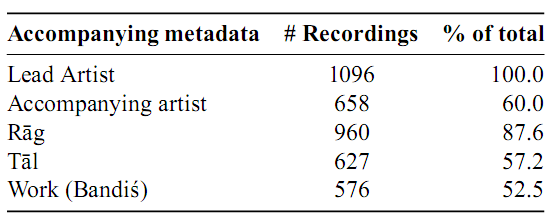 Accompanying metadata # Recordings % of total
Lead Artist 1096 100.0
Accompanying artist 658 60.0
Rāg 960 87.6
Tāl 627 57.2
Work (Bandiś) 576 52.5